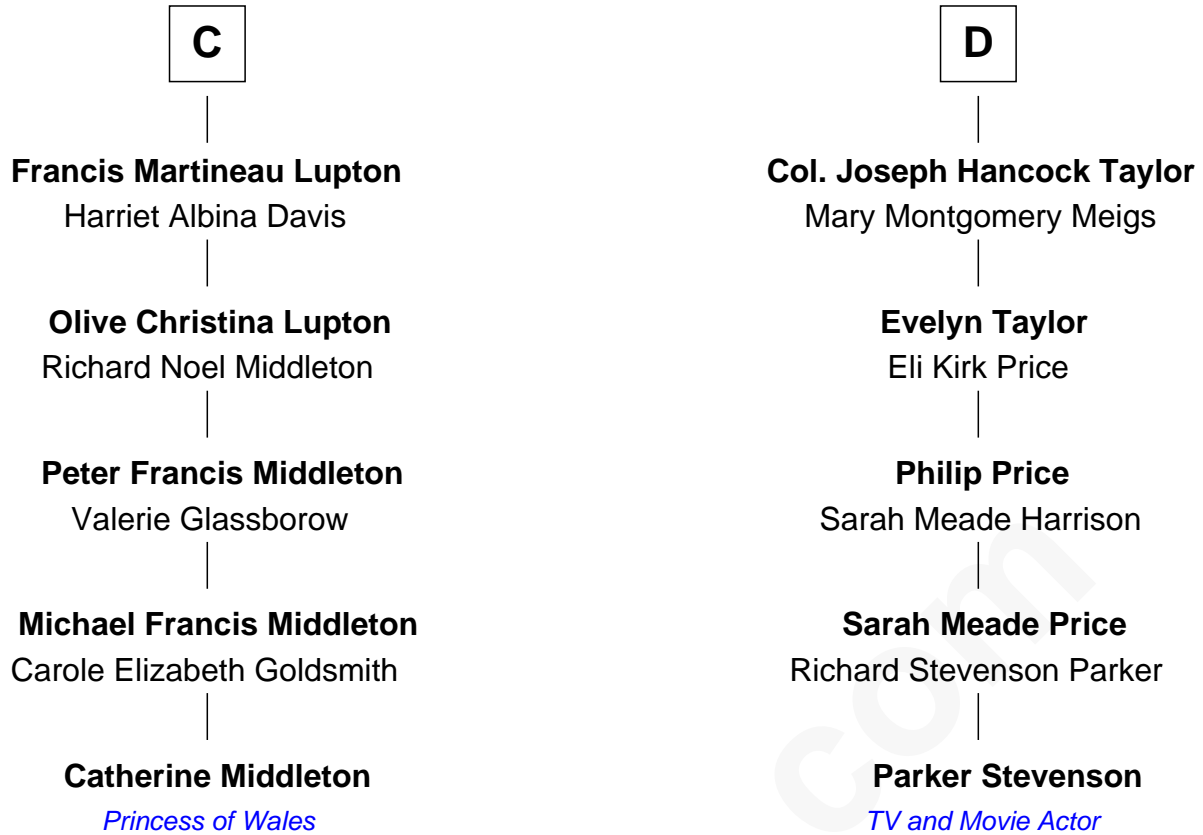 C
Francis Martineau Lupton
Harriet Albina Davis
Olive Christina Lupton
Richard Noel Middleton
Peter Francis Middleton
Valerie Glassborow
Michael Francis Middleton
Carole Elizabeth Goldsmith
Catherine Middleton
Princess of Wales
D
Col. Joseph Hancock Taylor
Mary Montgomery Meigs
Evelyn Taylor
Eli Kirk Price
Philip Price
Sarah Meade Harrison
Sarah Meade Price
Richard Stevenson Parker
Parker Stevenson
TV and Movie Actor
com